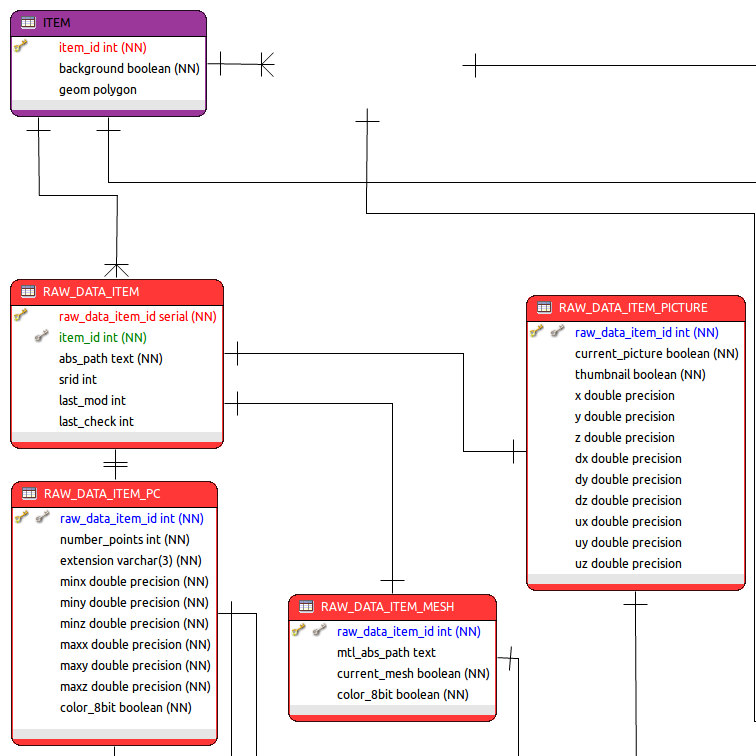 ITEM
item_id int (NN)
background boolean (NN)
geom polygon
RAW_DATA_ITEM
raw_data_item_id serial (NN)
item_id int (NN)
abs_path text (NN)
srid int
last_mod int
last_check int
RAW_DATA_ITEM_PICTURE
raw_data_item_id int (NN)
current_picture boolean (NN)
thumbnail boolean (NN)
x double precision
y double precision
z double precision
dx double precision
dy double precision
dz double precision
ux double precision
uy double precision
uz double precision
RAW_DATA_ITEM_PC
raw_data_item_id int (NN)
number_points int (NN)
extension varchar(3) (NN)
minx double precision (NN)
miny double precision (NN)
minz double precision (NN)
maxx double precision (NN)
maxy double precision (NN)
maxz double precision (NN)
color_8bit boolean (NN)
RAW_DATA_ITEM_MESH
raw_data_item_id int (NN)
mtl_abs_path text
current_mesh boolean (NN)
color_8bit boolean (NN)